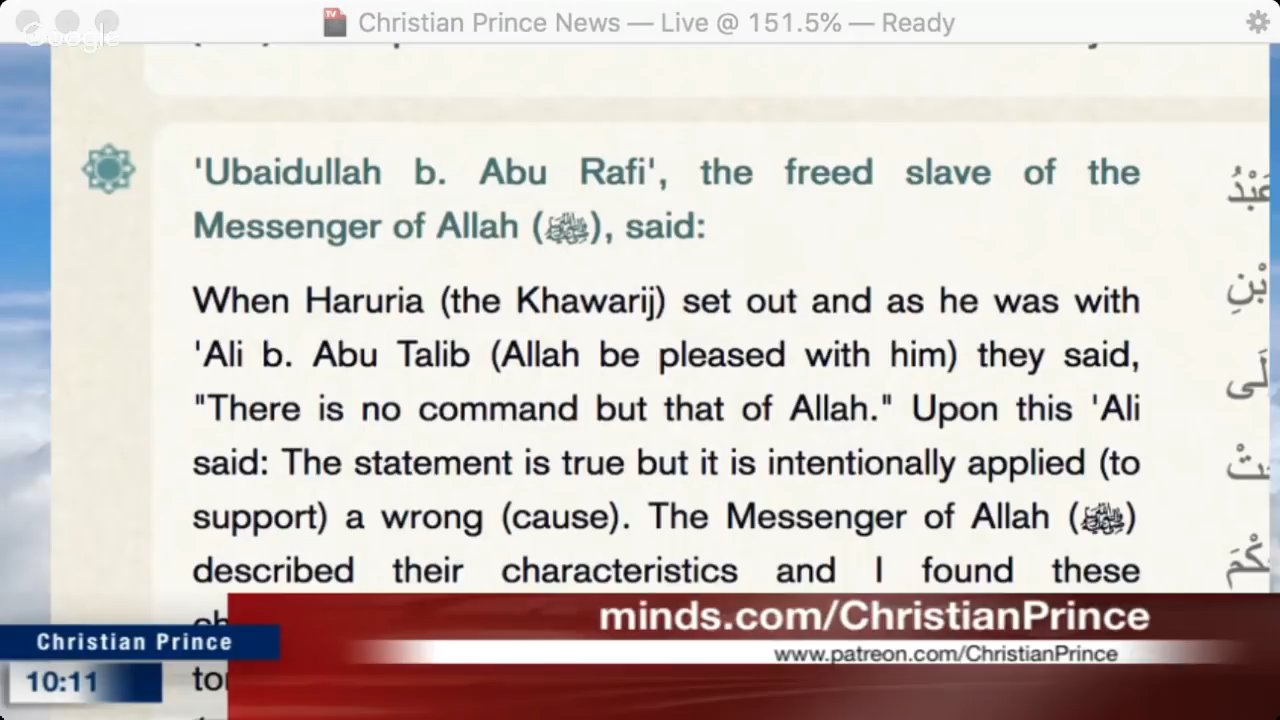 Christian Prince News — Live @ 151.5% — Ready
Google
'Ubaidullah b. Abu Rafi', the freed slave of the
Messenger of Allah (ﷺ), said:
When Haruria (the Khawarij) set out and as he was with
'Ali b. Abu Talib (Allah be pleased with him) they said,
"There is no command but that of Allah." Upon this 'Ali
said: The statement is true but it is intentionally applied (to
support) a wrong (cause). The Messenger of Allah (ﷺ)
described their characteristics and I found these
minds.com/ChristianPrince
Christian Prince
www.patreon.com/ChristianPrince
10:11